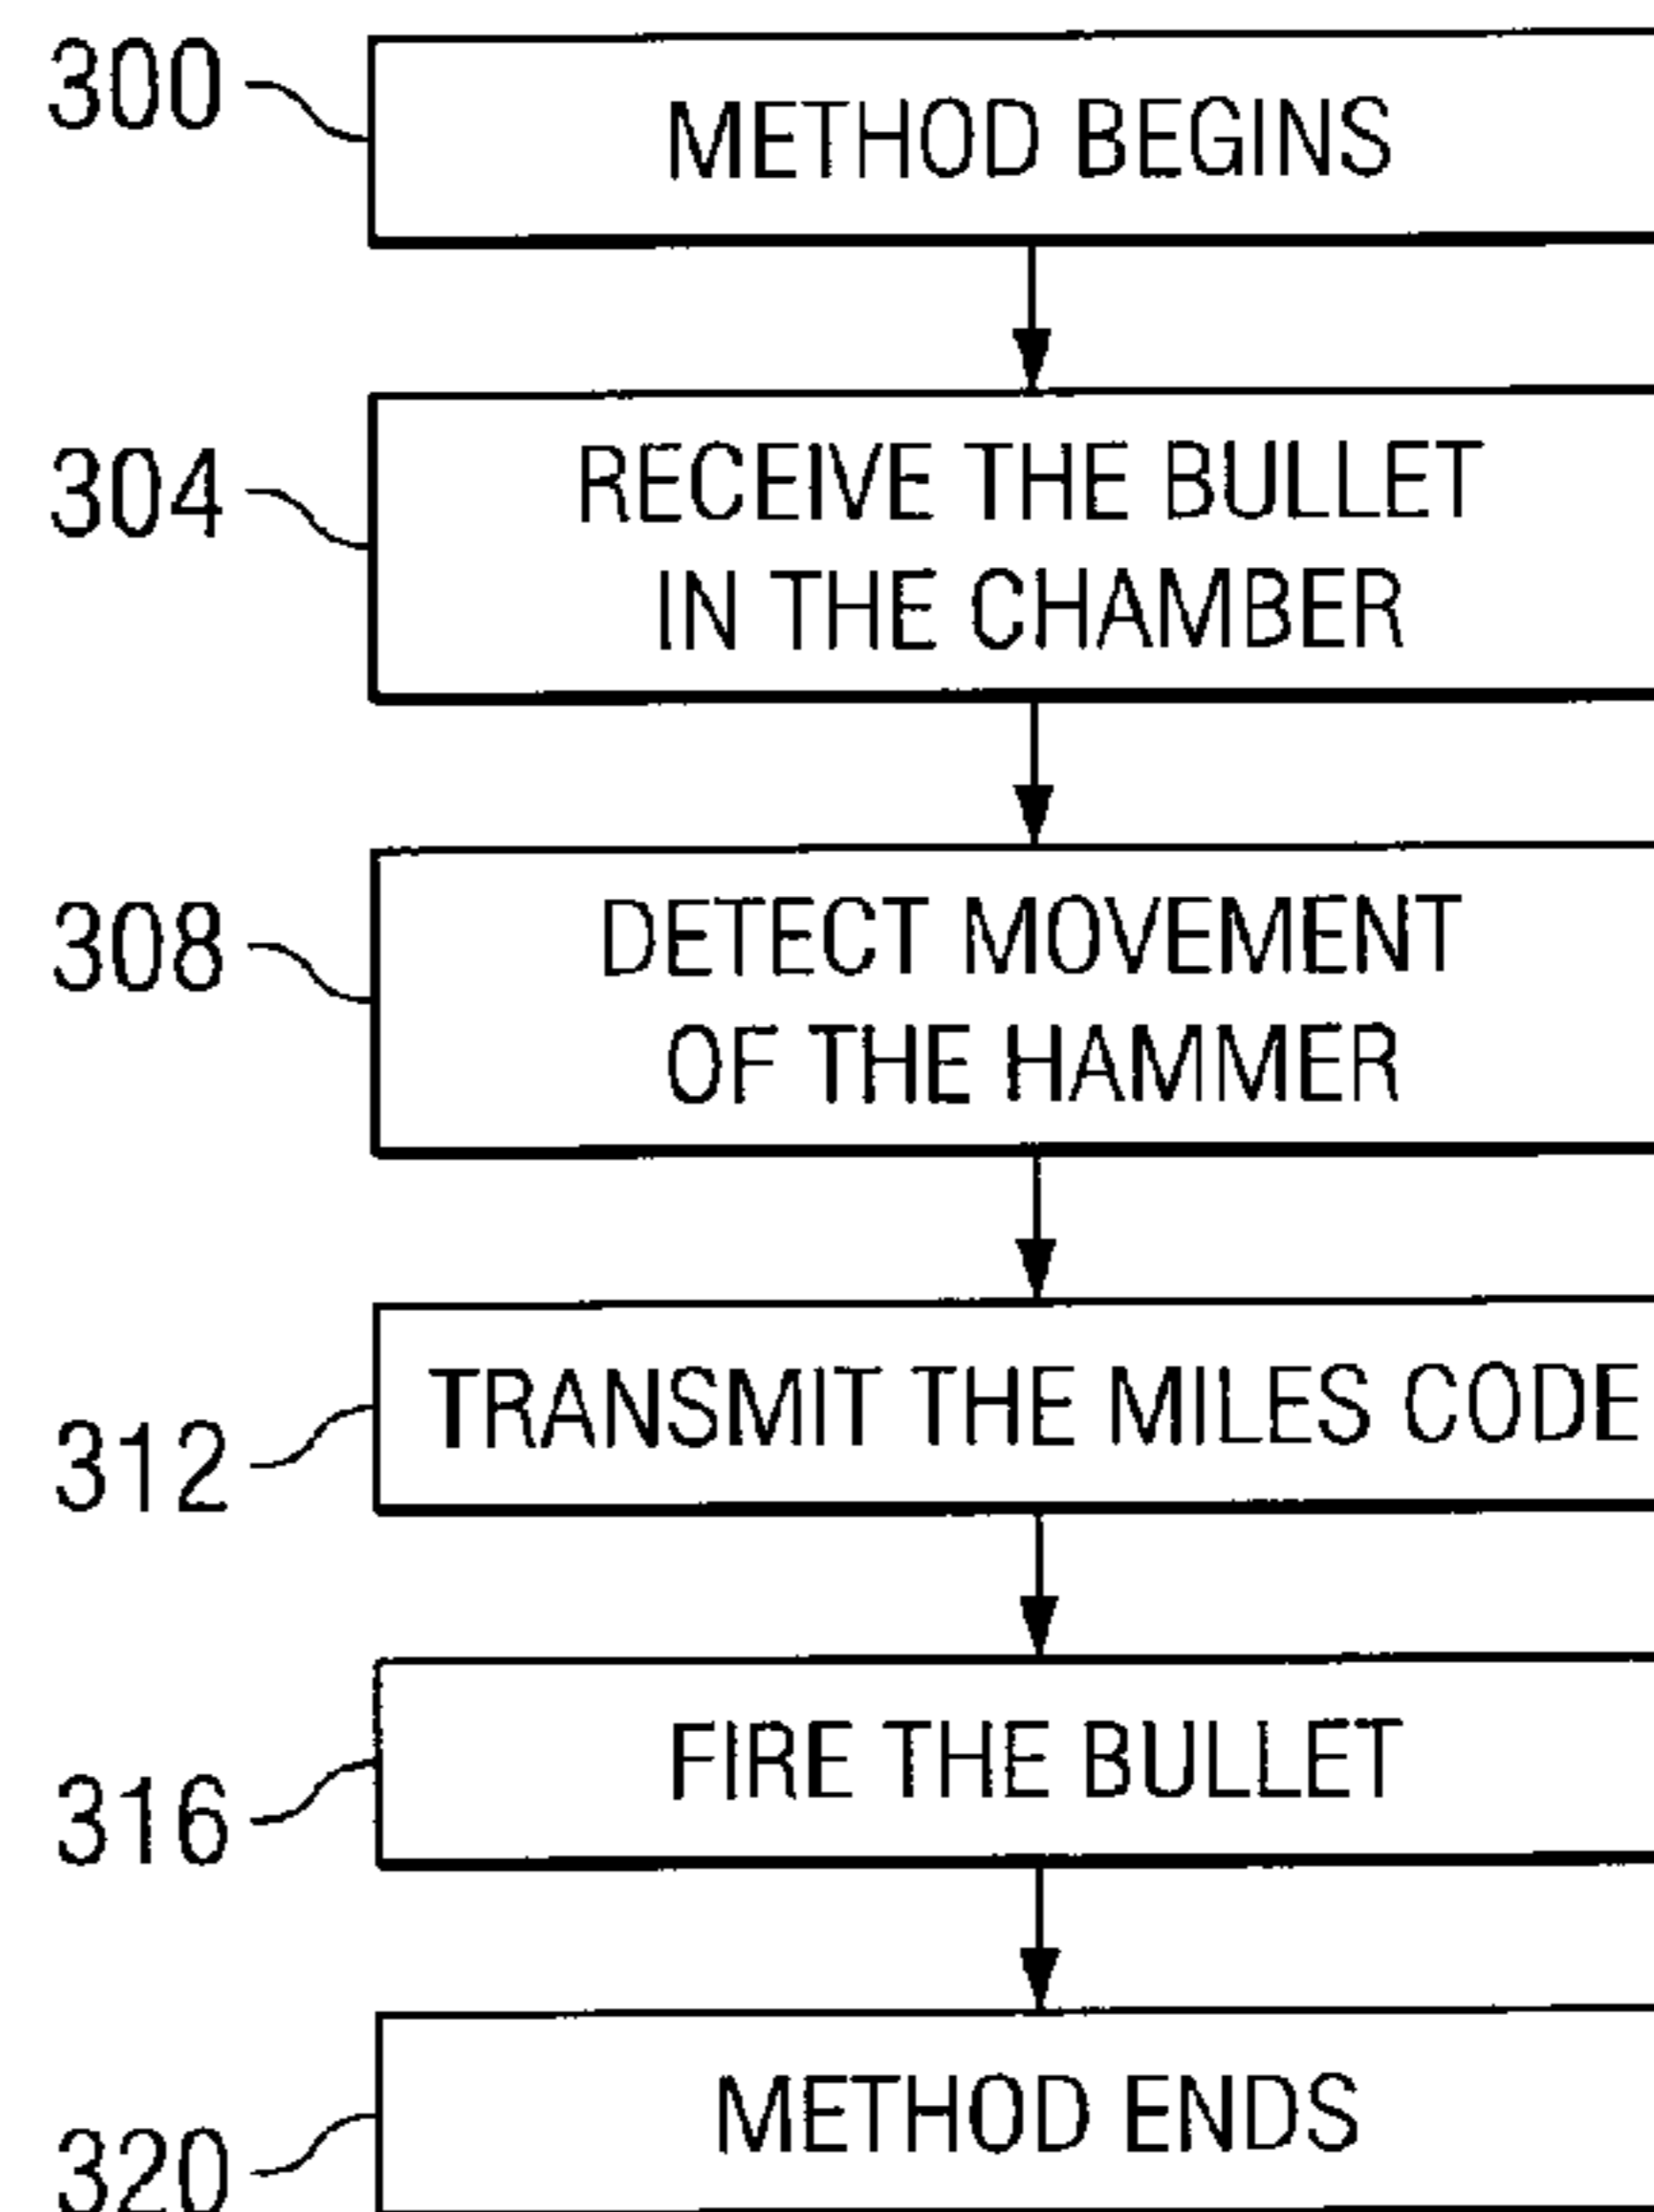 300
METHOD BEGINS
304
RECEIVE THE BULLET
IN THE CHAMBER
308
DETECT MOVEMENT
OF THE HAMMER
312
TRANSMIT THE MILES CODE
316
FIRE THE BULLET
320
METHOD ENDS